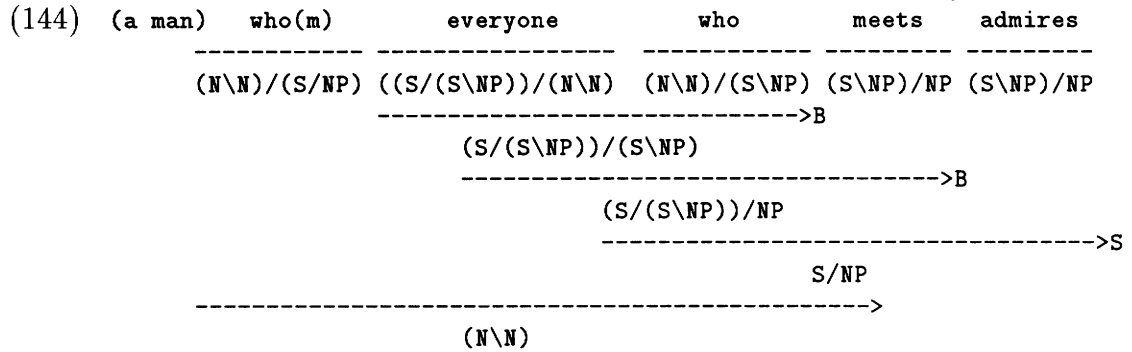 (144) (a man) who(m) everyone who meets admires
------------ ----------------- ------------ --------- ---------
(N\N)/(S/NP) ((S/(S\NP))/(N\N) (N\N)/(S\NP) (S\NP)/NP (S\NP)/NP
------------------------------>B
(S/(S\NP))/(S\NP)
----------------------------------->B
(S/(S\NP))/NP
------------------------------------>S
S/NP
-------------------------------------------------->
(N\N)